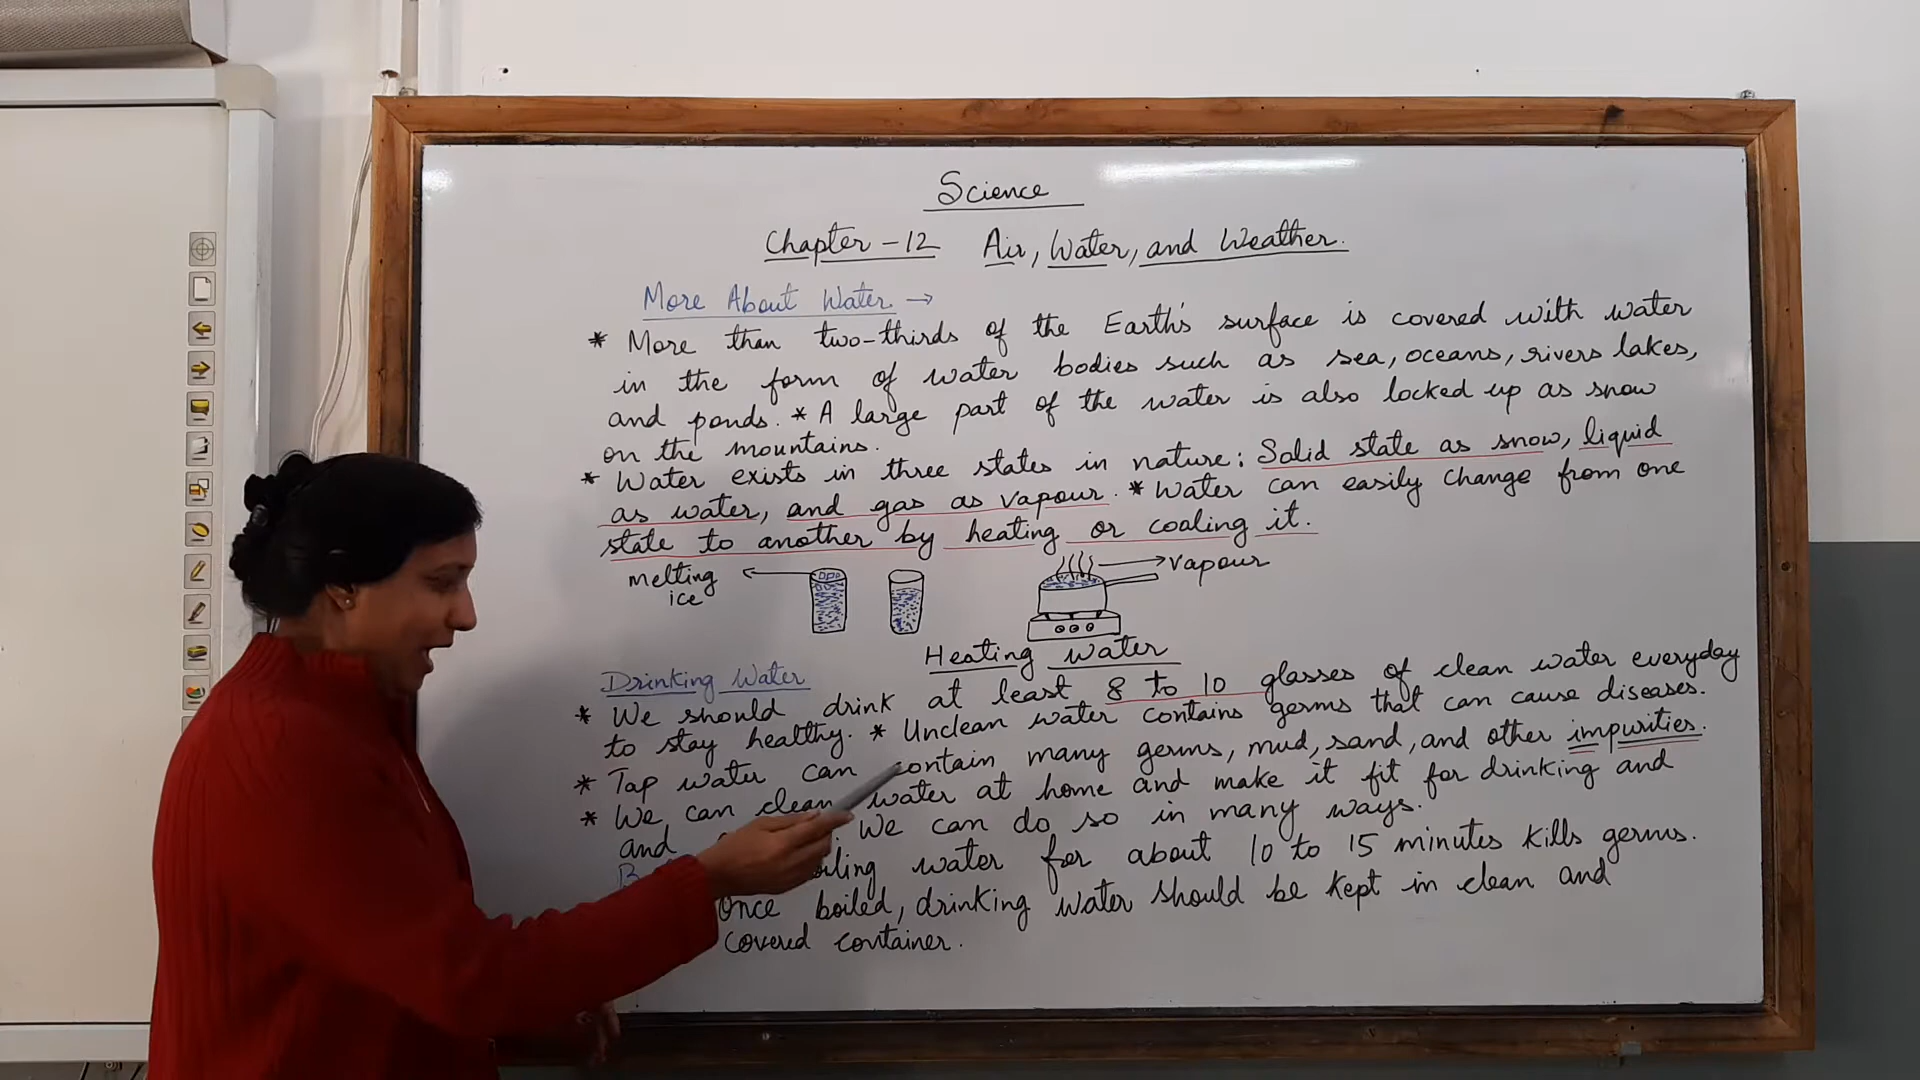 Science
Chapter - 12 Air, Water, and Weather.
More About Water →
* More than two-thirds of the Earth's surface is covered with water
in the form of water bodies such as sea, oceans, rivers lakes,
and ponds. * A large part of the water is also locked up as snow
on the mountains.
* Water exists in three states in nature: Solid state as snow, liquid
as water, and gas as vapour. * Water can easily change from one
state to another by heating or coaling it.
melting
ice
vapour
Heating water
Drinking Water
* We should drink at least 8 to 10 glasses of clean water everyday
to stay healthy. * Unclean water contains germs that can cause diseases.
* Tap water can contain many germs, mud, sand, and other impurities.
* We can clean water at home and make it fit for drinking and
and We can do so in many ways.
water for about 10 to 15 minutes kills germs.
Once boiled, drinking water should be kept in clean and
covered container.